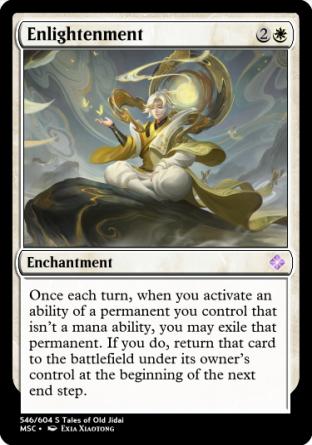 Enlightenment 2
Enchantment
Once each turn, when you activate an
ability of a permanent you control that
isn't a mana ability, you may exile that
permanent. If you do, return that card
to the battlefield under its owner's
control at the beginning of the next
end step.
546/604 S Tales of Old Jidai
MSC • Exia Xiaotong